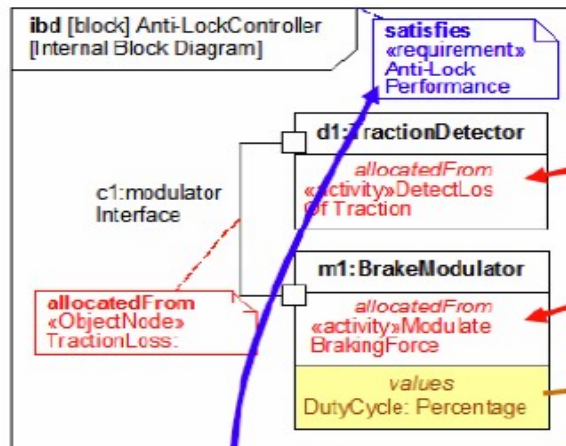 ibd [block] Anti-LockController
[Internal Block Diagram]
satisfies
«requirement»
Anti-Lock
Performance
d1:TractionDetector
allocatedFrom
«activity»DetectLos
Of Traction
c1:modulator
Interface
m1:BrakeModulator
allocatedFrom
«activity»Modulate
BrakingForce
allocatedFrom
«ObjectNode»
TractionLoss:
values
DutyCycle: Percentage